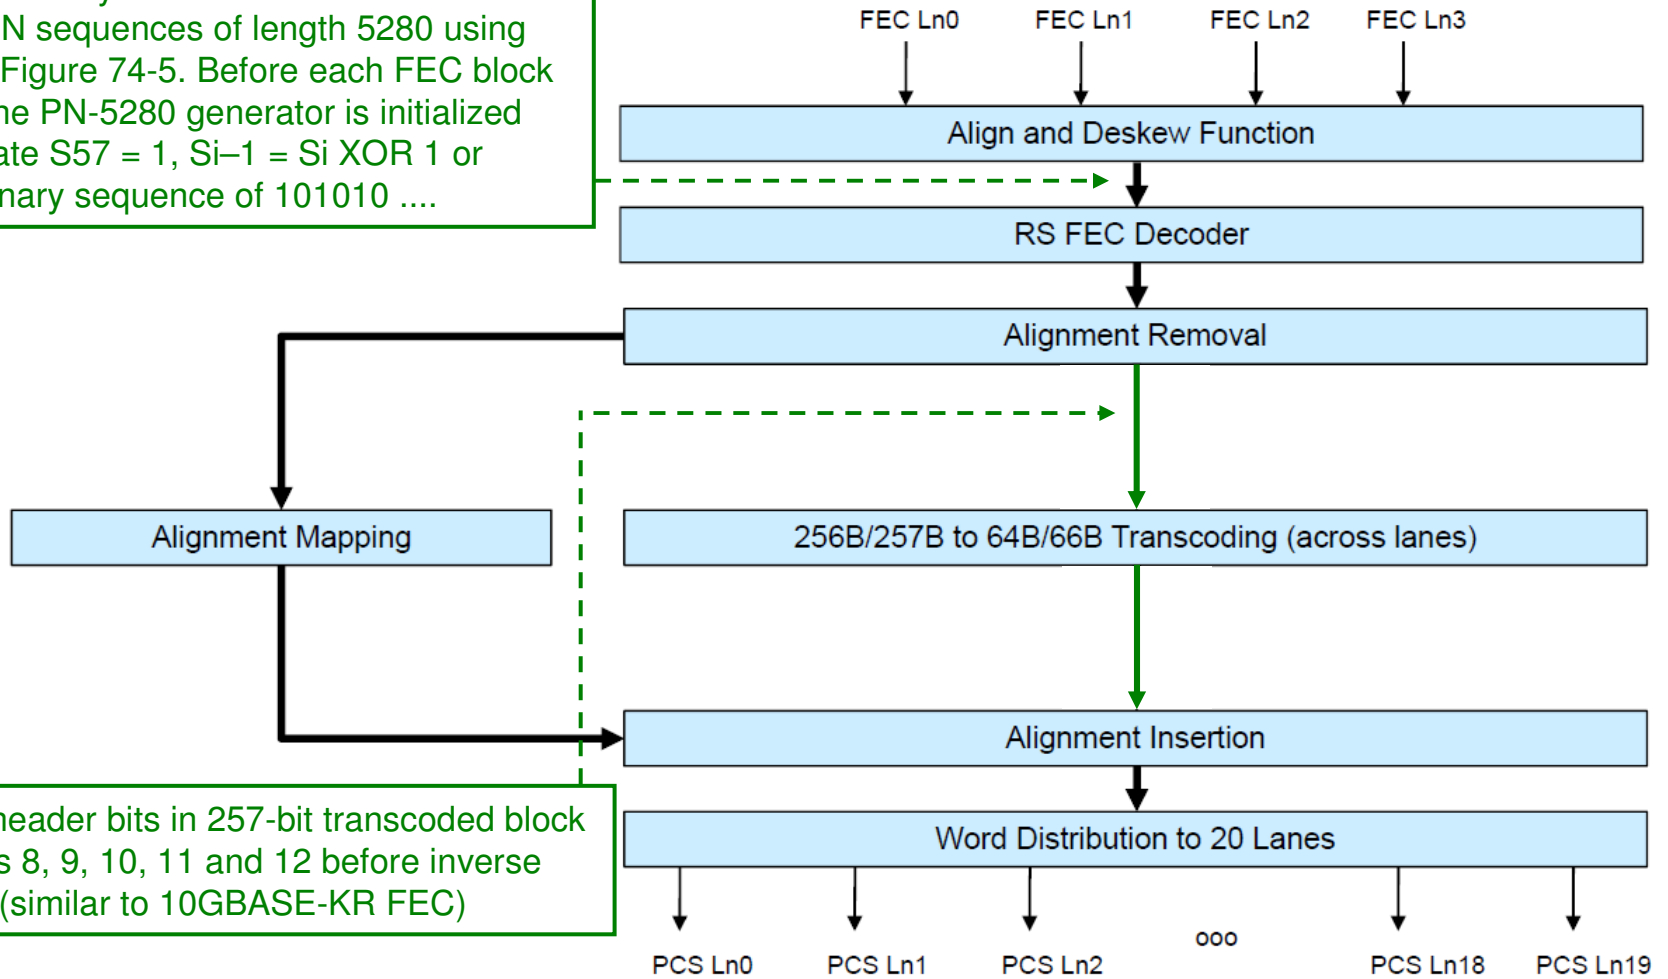 N sequences of length 5280 using
Figure 74-5. Before each FEC block
PN-5280 generator is initialized
S57 = 1, Si–1 = Si XOR 1 or
sequence of 101010 ....
FEC Ln0 FEC Ln1 FEC Ln2 FEC Ln3
Align and Deskew Function
RS FEC Decoder
Alignment Removal
Alignment Mapping
256B/257B to 64B/66B Transcoding (across lanes)
Alignment Insertion
header bits in 257-bit transcoded block
8, 9, 10, 11 and 12 before inverse
(similar to 10GBASE-KR FEC)
Word Distribution to 20 Lanes
ooo
PCS Ln0 PCS Ln1 PCS Ln2 PCS Ln18 PCS Ln19